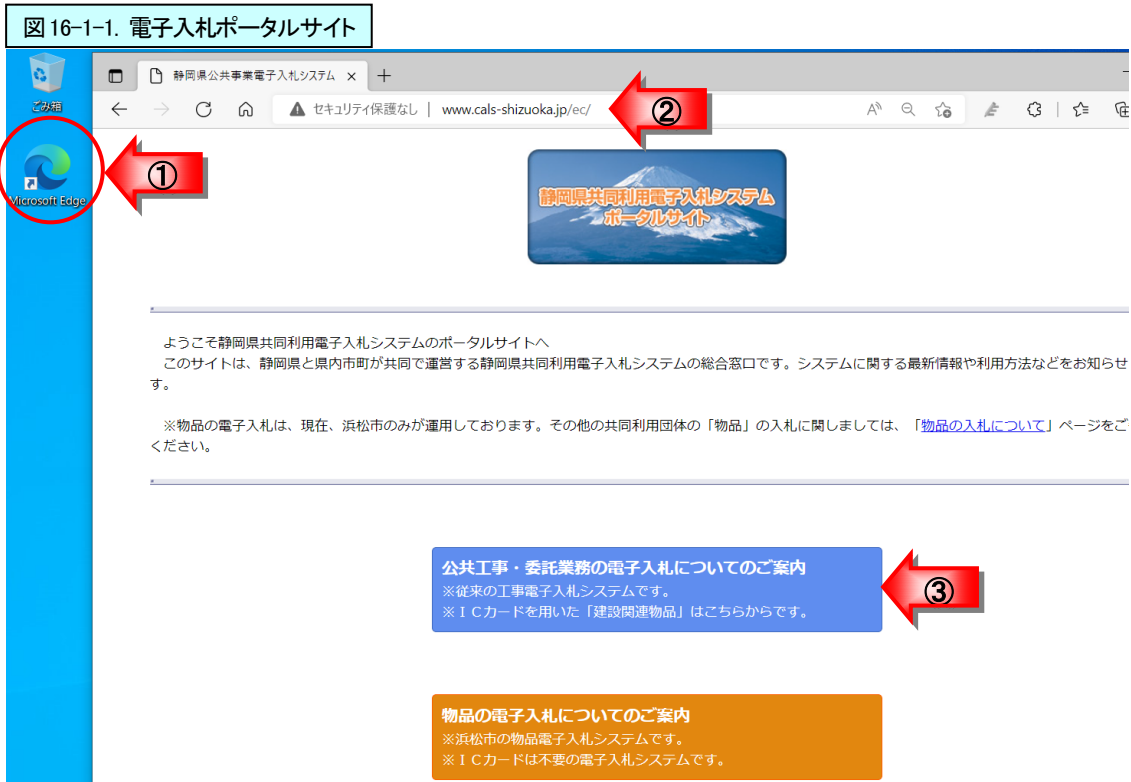 図 16-1-1. 電子入札ポータルサイト
ごみ箱
静岡県公共事業電子入札システム
セキュリティ保護なし | www.cals-shizuoka.jp/ec/
②
①
Microsoft Edge
静岡県共同利用電子入札システム
ポータルサイト
ようこそ静岡県共同利用電子入札システムのポータルサイトへ
このサイトは、静岡県と県内市町が共同で運営する静岡県共同利用電子入札システムの総合窓口です。システムに関する最新情報や利用方法などをお知らせ
す。
※物品の電子入札は、現在、浜松市のみが運用しております。その他の共同利用団体の「物品」の入札に関しましては、「物品の入札について」ページをご
ください。
公共工事・委託業務の電子入札についてのご案内
※従来の工事電子入札システムです。
※ＩＣカードを用いた「建設関連物品」はこちらからです。
③
物品の電子入札についてのご案内
※浜松市の物品電子入札システムです。
※ＩＣカードは不要の電子入札システムです。